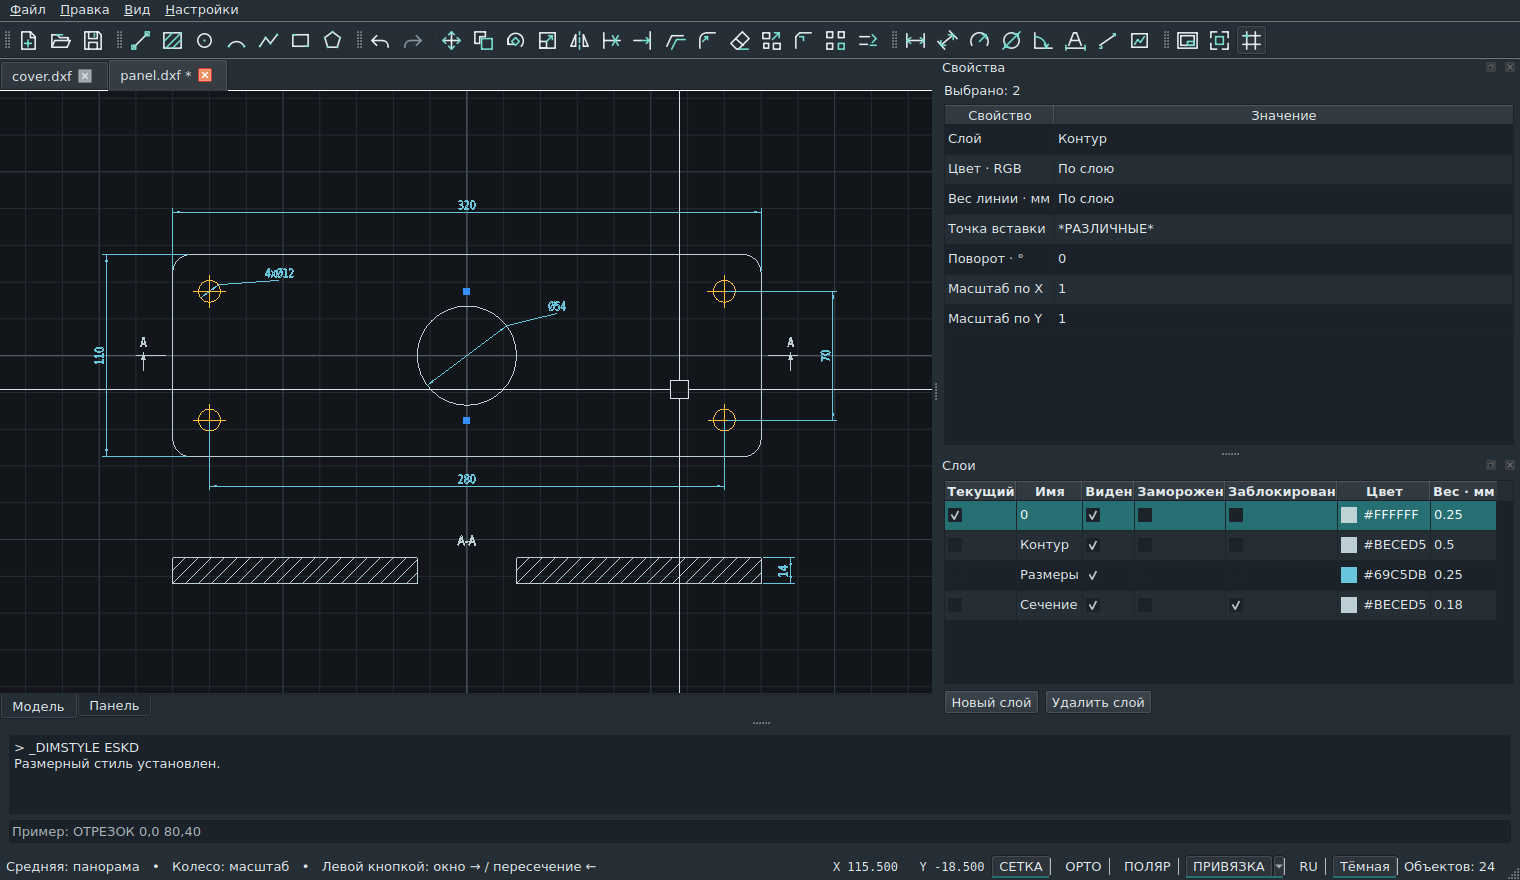 Файл Правка Вид Настройки
cover.dxf panel.dxf *
Свойства
Выбрано: 2
Свойство Значение
Слой Контур
Цвет · RGB По слою
Вес линии · мм По слою
Точка вставки *РАЗЛИЧНЫЕ*
Поворот · ° 0
Масштаб по X 1
Масштаб по Y 1
320
4xØ12
Ø54
A A
110
70
280
A-A
14
Слои
Текущий Имя Виден Заморожен Заблокирован Цвет Вес · мм
0 #FFFFFF 0.25
Контур #BECED5 0.5
Размеры #69C5DB 0.25
Сечение #BECED5 0.18
Новый слой Удалить слой
Модель Панель
> _DIMSTYLE ESKD
Размерный стиль установлен.
Пример: ОТРЕЗОК 0,0 80,40
Средняя: панорама • Колесо: масштаб • Левой кнопкой: окно → / пересечение ← X 115.500 Y -18.500 СЕТКА ОРТО ПОЛЯР ПРИВЯЗКА RU Тёмная Объектов: 24